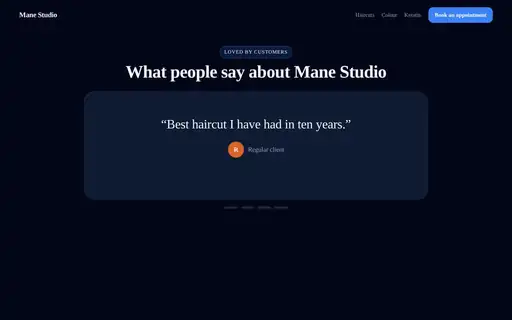 Mane Studio
Haircuts
Colour
Keratin
Book an appointment
LOVED BY CUSTOMERS
What people say about Mane Studio
“Best haircut I have had in ten years.”
R
Regular client